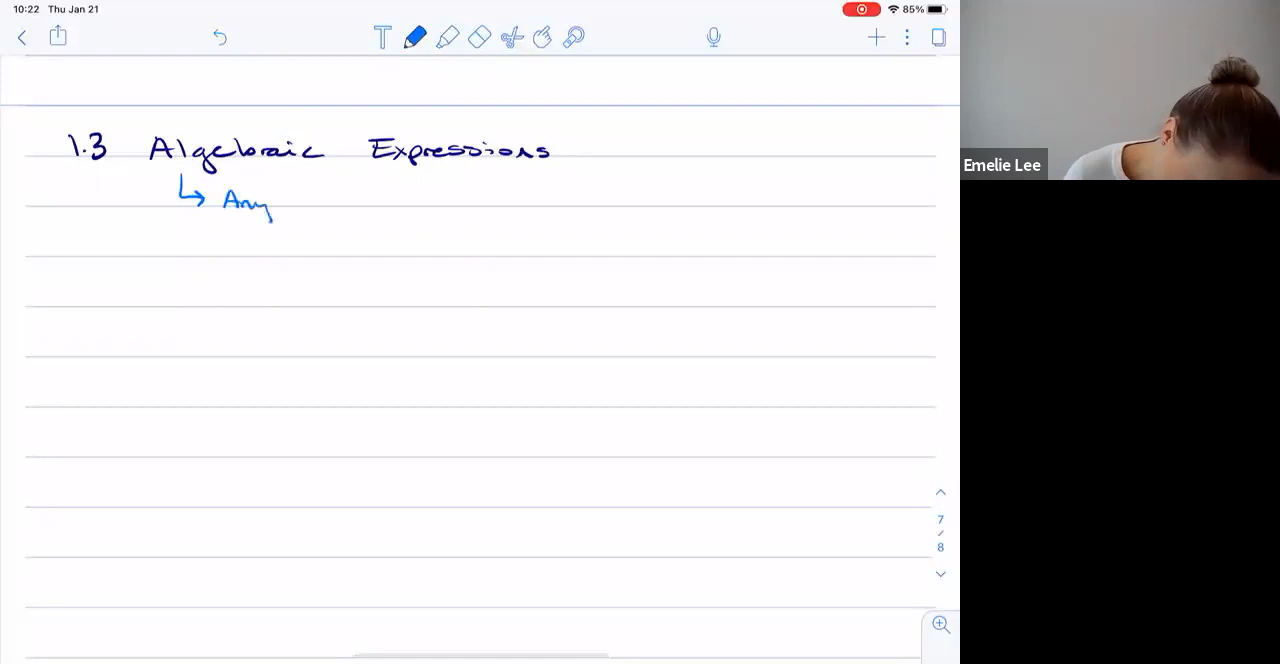 10:22 Thu Jan 21
85%
T
1.3 Algebraic Expressions
↳ Any
Emelie Lee
7
8